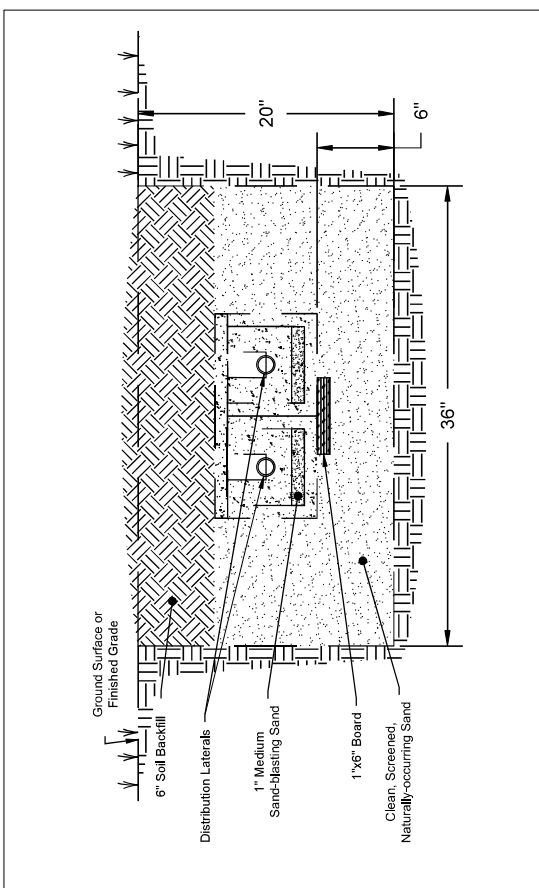 Ground Surface or
Finished Grade
6" Soil Backfill
Distribution Laterals
1" Medium
Sand-blasting Sand
1"x6" Board
Clean, Screened,
Naturally-occurring Sand
20"
6"
36"